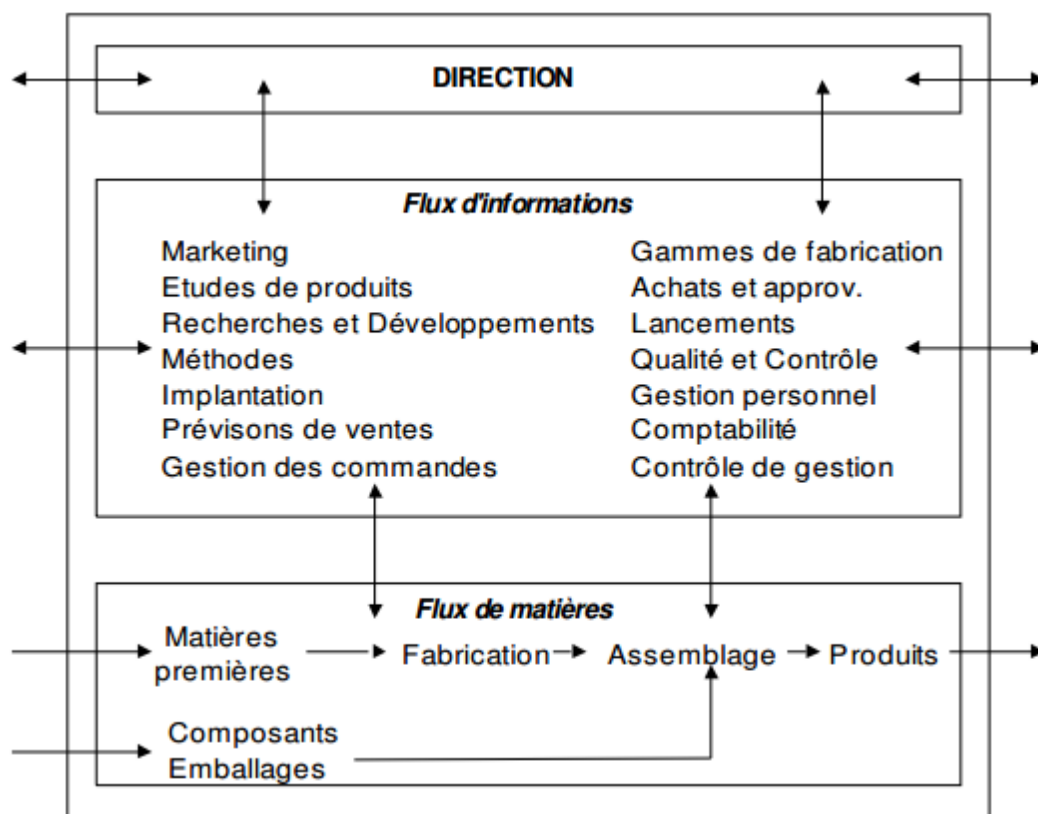 DIRECTION
Flux d'informations
Marketing
Etudes de produits
Recherches et Développements
Méthodes
Implantation
Prévisons de ventes
Gestion des commandes
Gammes de fabrication
Achats et approv.
Lancements
Qualité et Contrôle
Gestion personnel
Comptabilité
Contrôle de gestion
Flux de matières
Matières
premières
Fabrication
Assemblage
Produits
Composants
Emballages